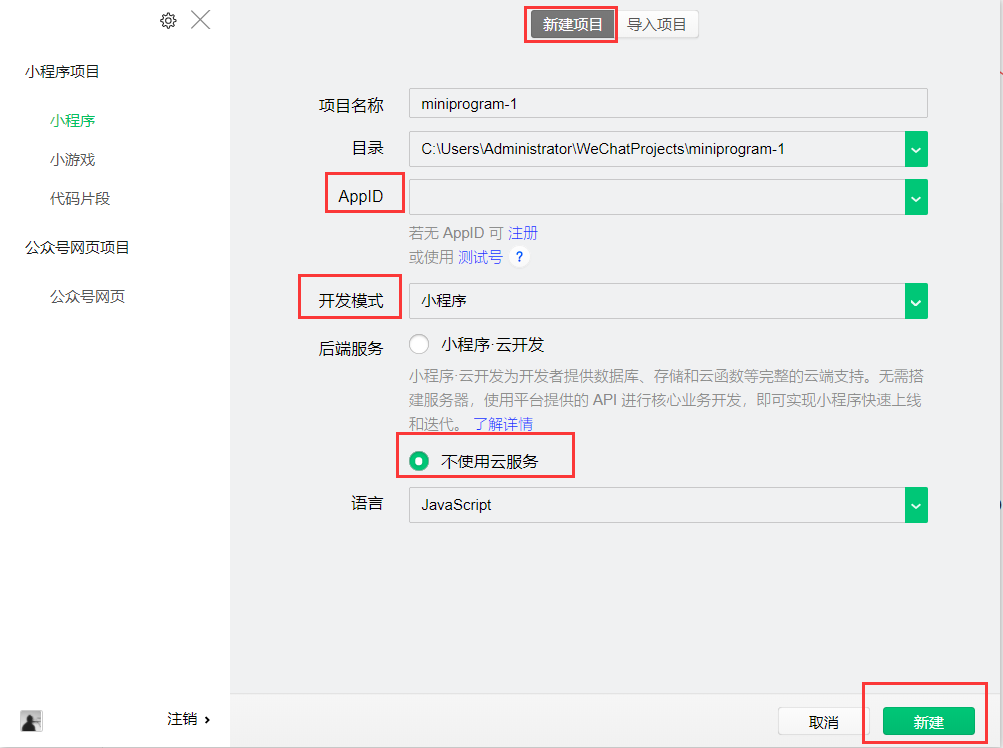 新建项目 导入项目
小程序项目
小程序
小游戏
代码片段
公众号网页项目
公众号网页
注销
项目名称 miniprogram-1
目录 C:\Users\Administrator\WeChatProjects\miniprogram-1
AppID
若无 AppID 可 注册
或使用 测试号 ?
开发模式 小程序
后端服务 小程序·云开发
小程序·云开发为开发者提供数据库、存储和云函数等完整的云端支持。无需搭
建服务器，使用平台提供的 API 进行核心业务开发，即可实现小程序快速上线
和迭代。 了解详情
不使用云服务
语言 JavaScript
取消 新建